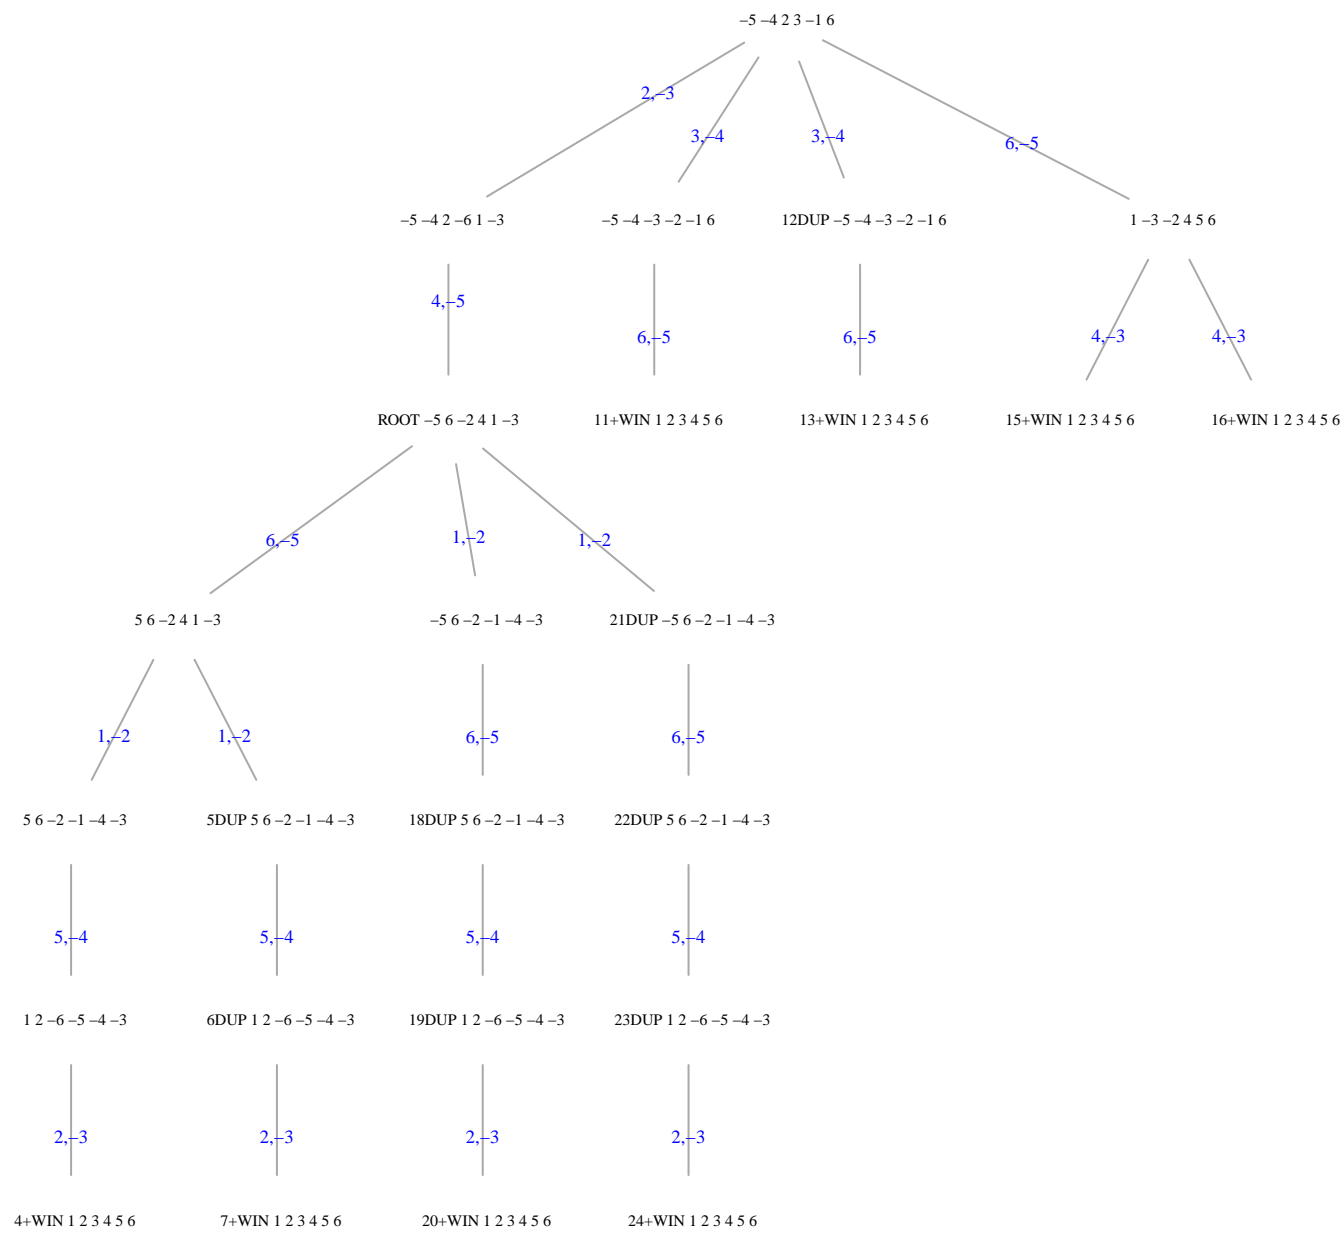 –5 –4 2 3 –1 6
2,–3
3,–4
3,–4
6,–5
–5 –4 2 –6 1 –3
–5 –4 –3 –2 –1 6
12DUP –5 –4 –3 –2 –1 6
1 –3 –2 4 5 6
4,–5
6,–5
6,–5
4,–3
4,–3
ROOT –5 6 –2 4 1 –3
11+WIN 1 2 3 4 5 6
13+WIN 1 2 3 4 5 6
15+WIN 1 2 3 4 5 6
16+WIN 1 2 3 4 5 6
6,–5
1,–2
1,–2
5 6 –2 4 1 –3
–5 6 –2 –1 –4 –3
21DUP –5 6 –2 –1 –4 –3
1,–2
1,–2
6,–5
6,–5
5 6 –2 –1 –4 –3
5DUP 5 6 –2 –1 –4 –3
18DUP 5 6 –2 –1 –4 –3
22DUP 5 6 –2 –1 –4 –3
5,–4
5,–4
5,–4
5,–4
1 2 –6 –5 –4 –3
6DUP 1 2 –6 –5 –4 –3
19DUP 1 2 –6 –5 –4 –3
23DUP 1 2 –6 –5 –4 –3
2,–3
2,–3
2,–3
2,–3
4+WIN 1 2 3 4 5 6
7+WIN 1 2 3 4 5 6
20+WIN 1 2 3 4 5 6
24+WIN 1 2 3 4 5 6